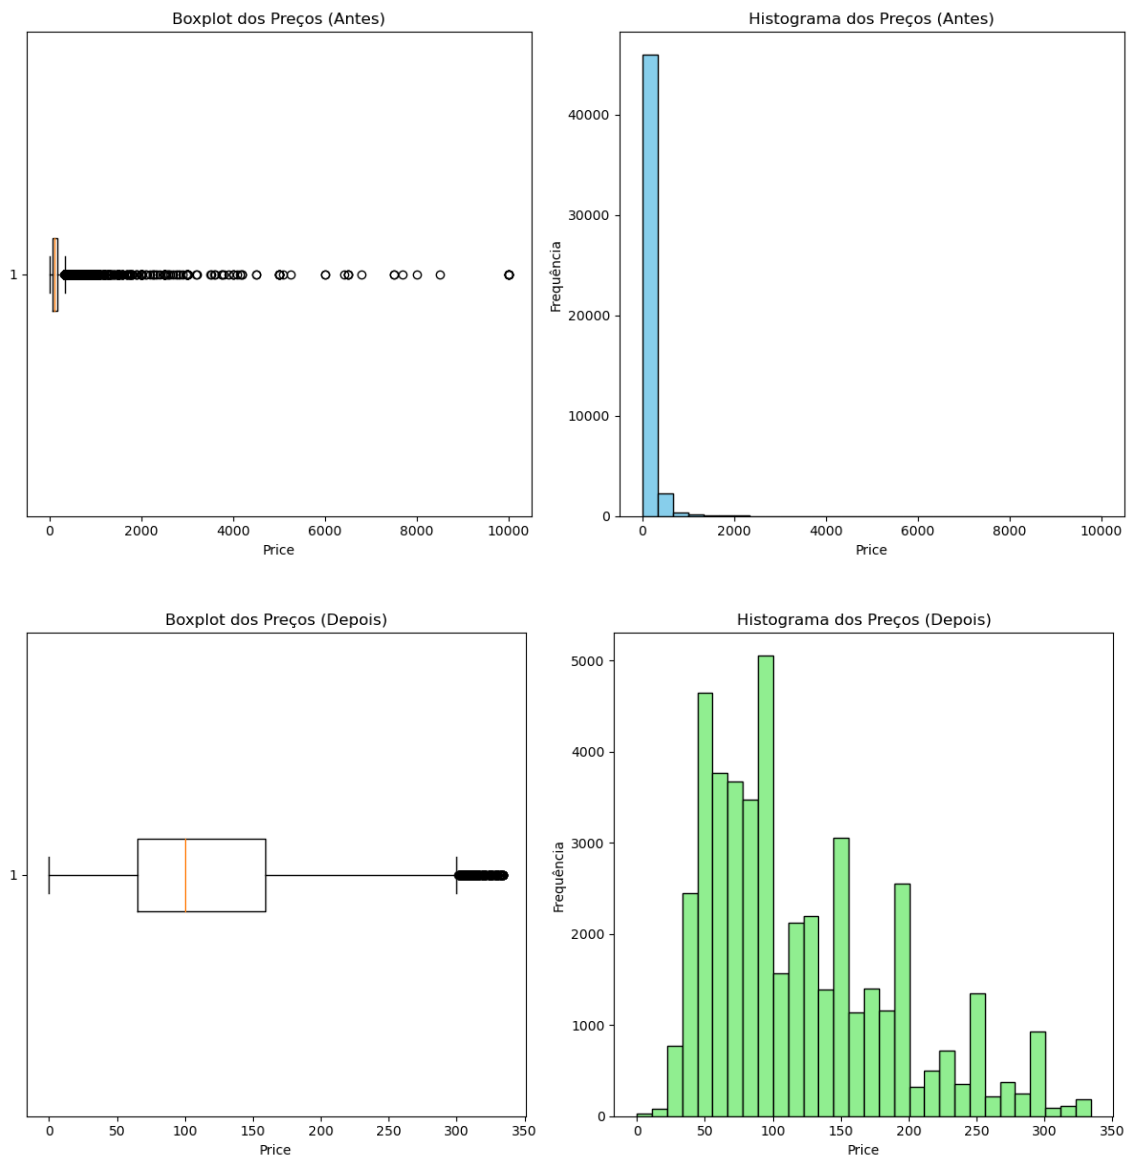 Boxplot dos Preços (Antes)
1
0 2000 4000 6000 8000 10000
Price
Histograma dos Preços (Antes)
40000
30000
20000
10000
0
Frequência
0 2000 4000 6000 8000 10000
Price
Boxplot dos Preços (Depois)
1
0 50 100 150 200 250 300 350
Price
Histograma dos Preços (Depois)
5000
4000
3000
2000
1000
0
Frequência
0 50 100 150 200 250 300 350
Price